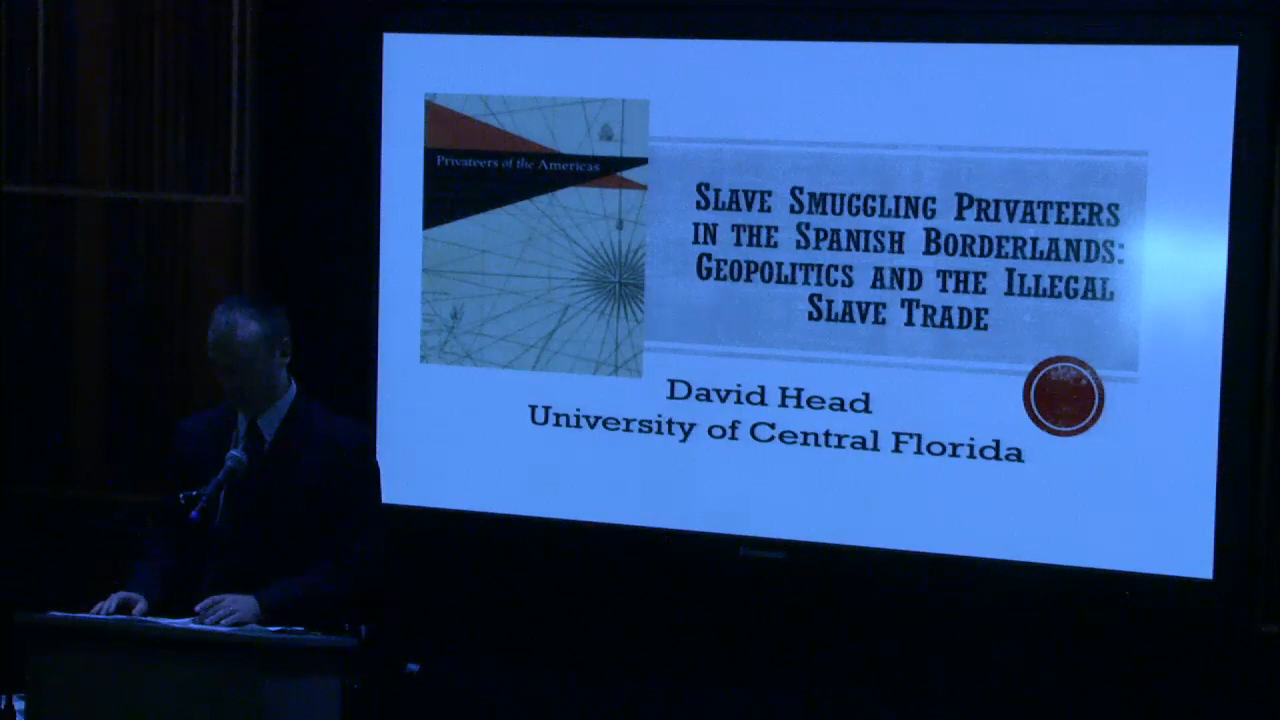 Privateers of the Americas
SLAVE SMUGGLING PRIVATEERS
IN THE SPANISH BORDERLANDS:
GEOPOLITICS AND THE ILLEGAL
SLAVE TRADE
David Head
University of Central Florida